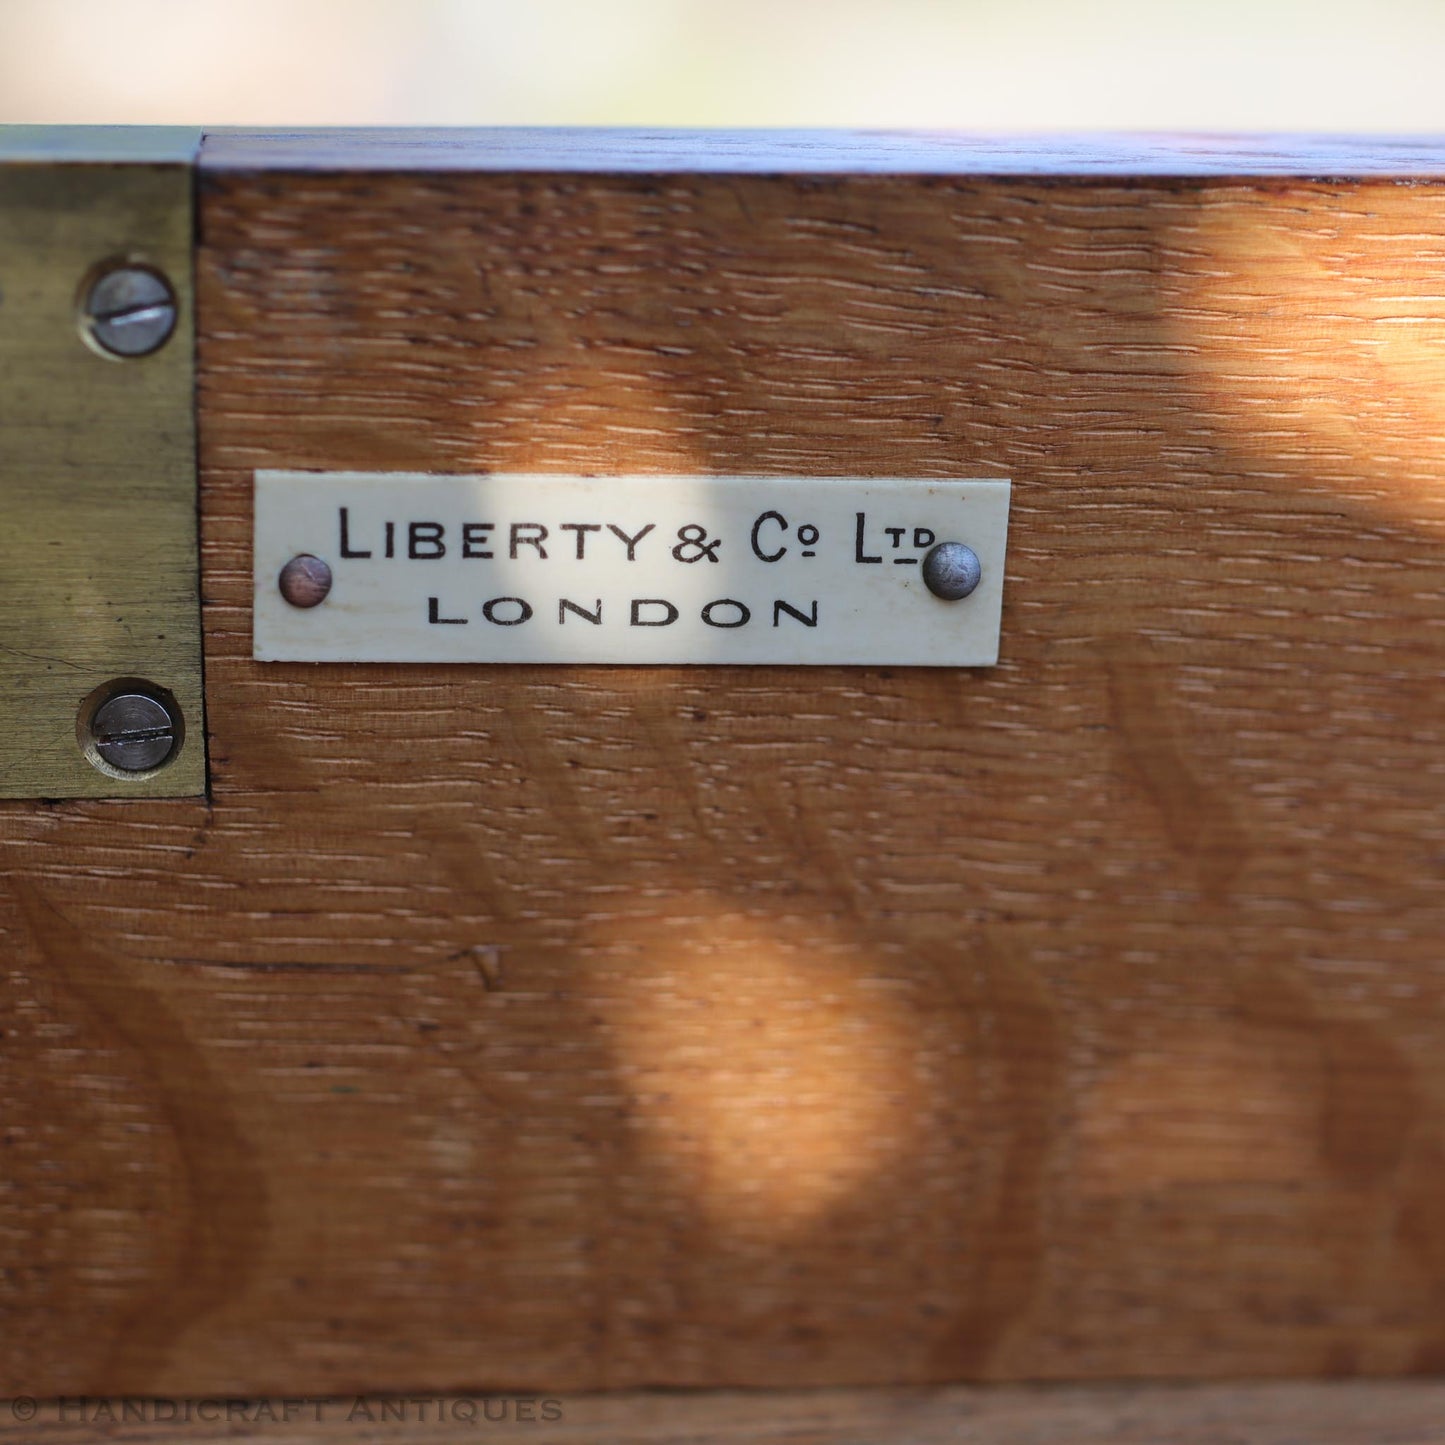 LIBERTY & Cº LTD
LONDON
© HANDICRAFT ANTIQUES